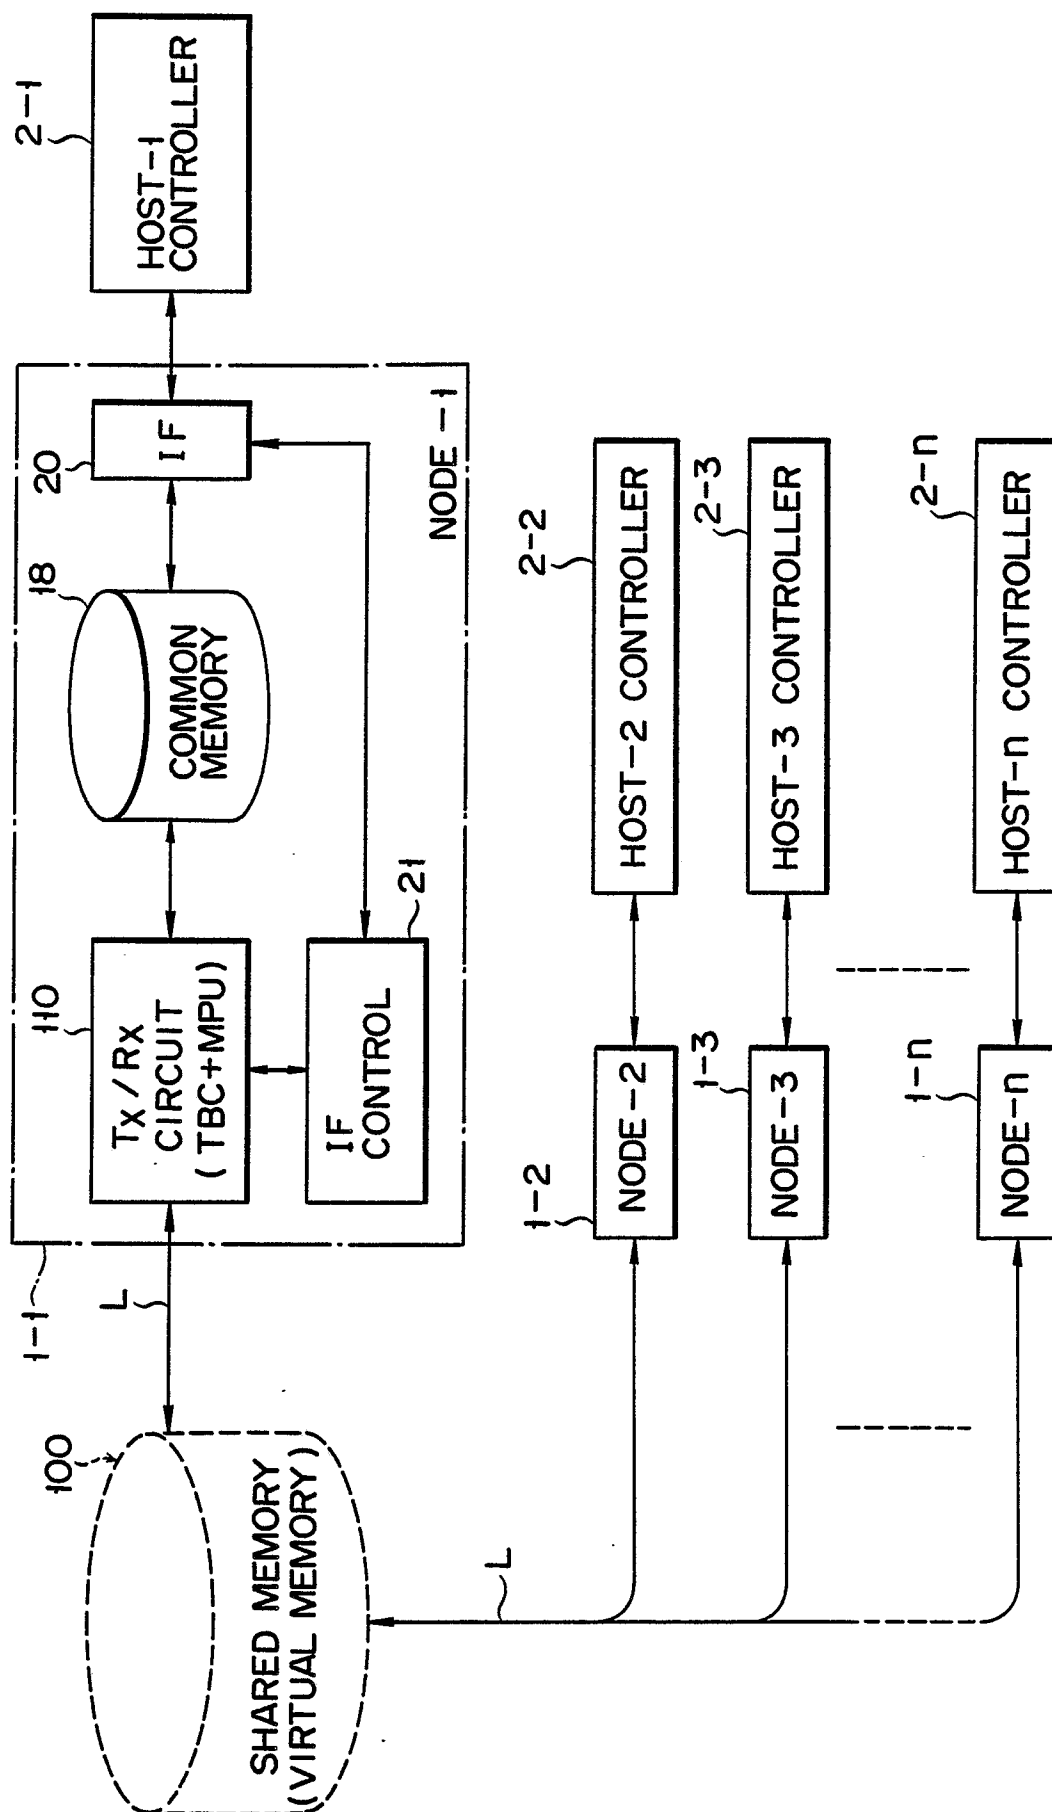 100
SHARED MEMORY
(VIRTUAL MEMORY)
L
L
1-1
110
Tx/Rx
CIRCUIT
(TBC+MPU)
18
COMMON
MEMORY
20
IF
2-1
HOST-1
CONTROLLER
IF
CONTROL
21
NODE-1
1-2
NODE-2
2-2
HOST-2 CONTROLLER
1-3
NODE-3
2-3
HOST-3 CONTROLLER
1-n
NODE-n
2-n
HOST-n CONTROLLER